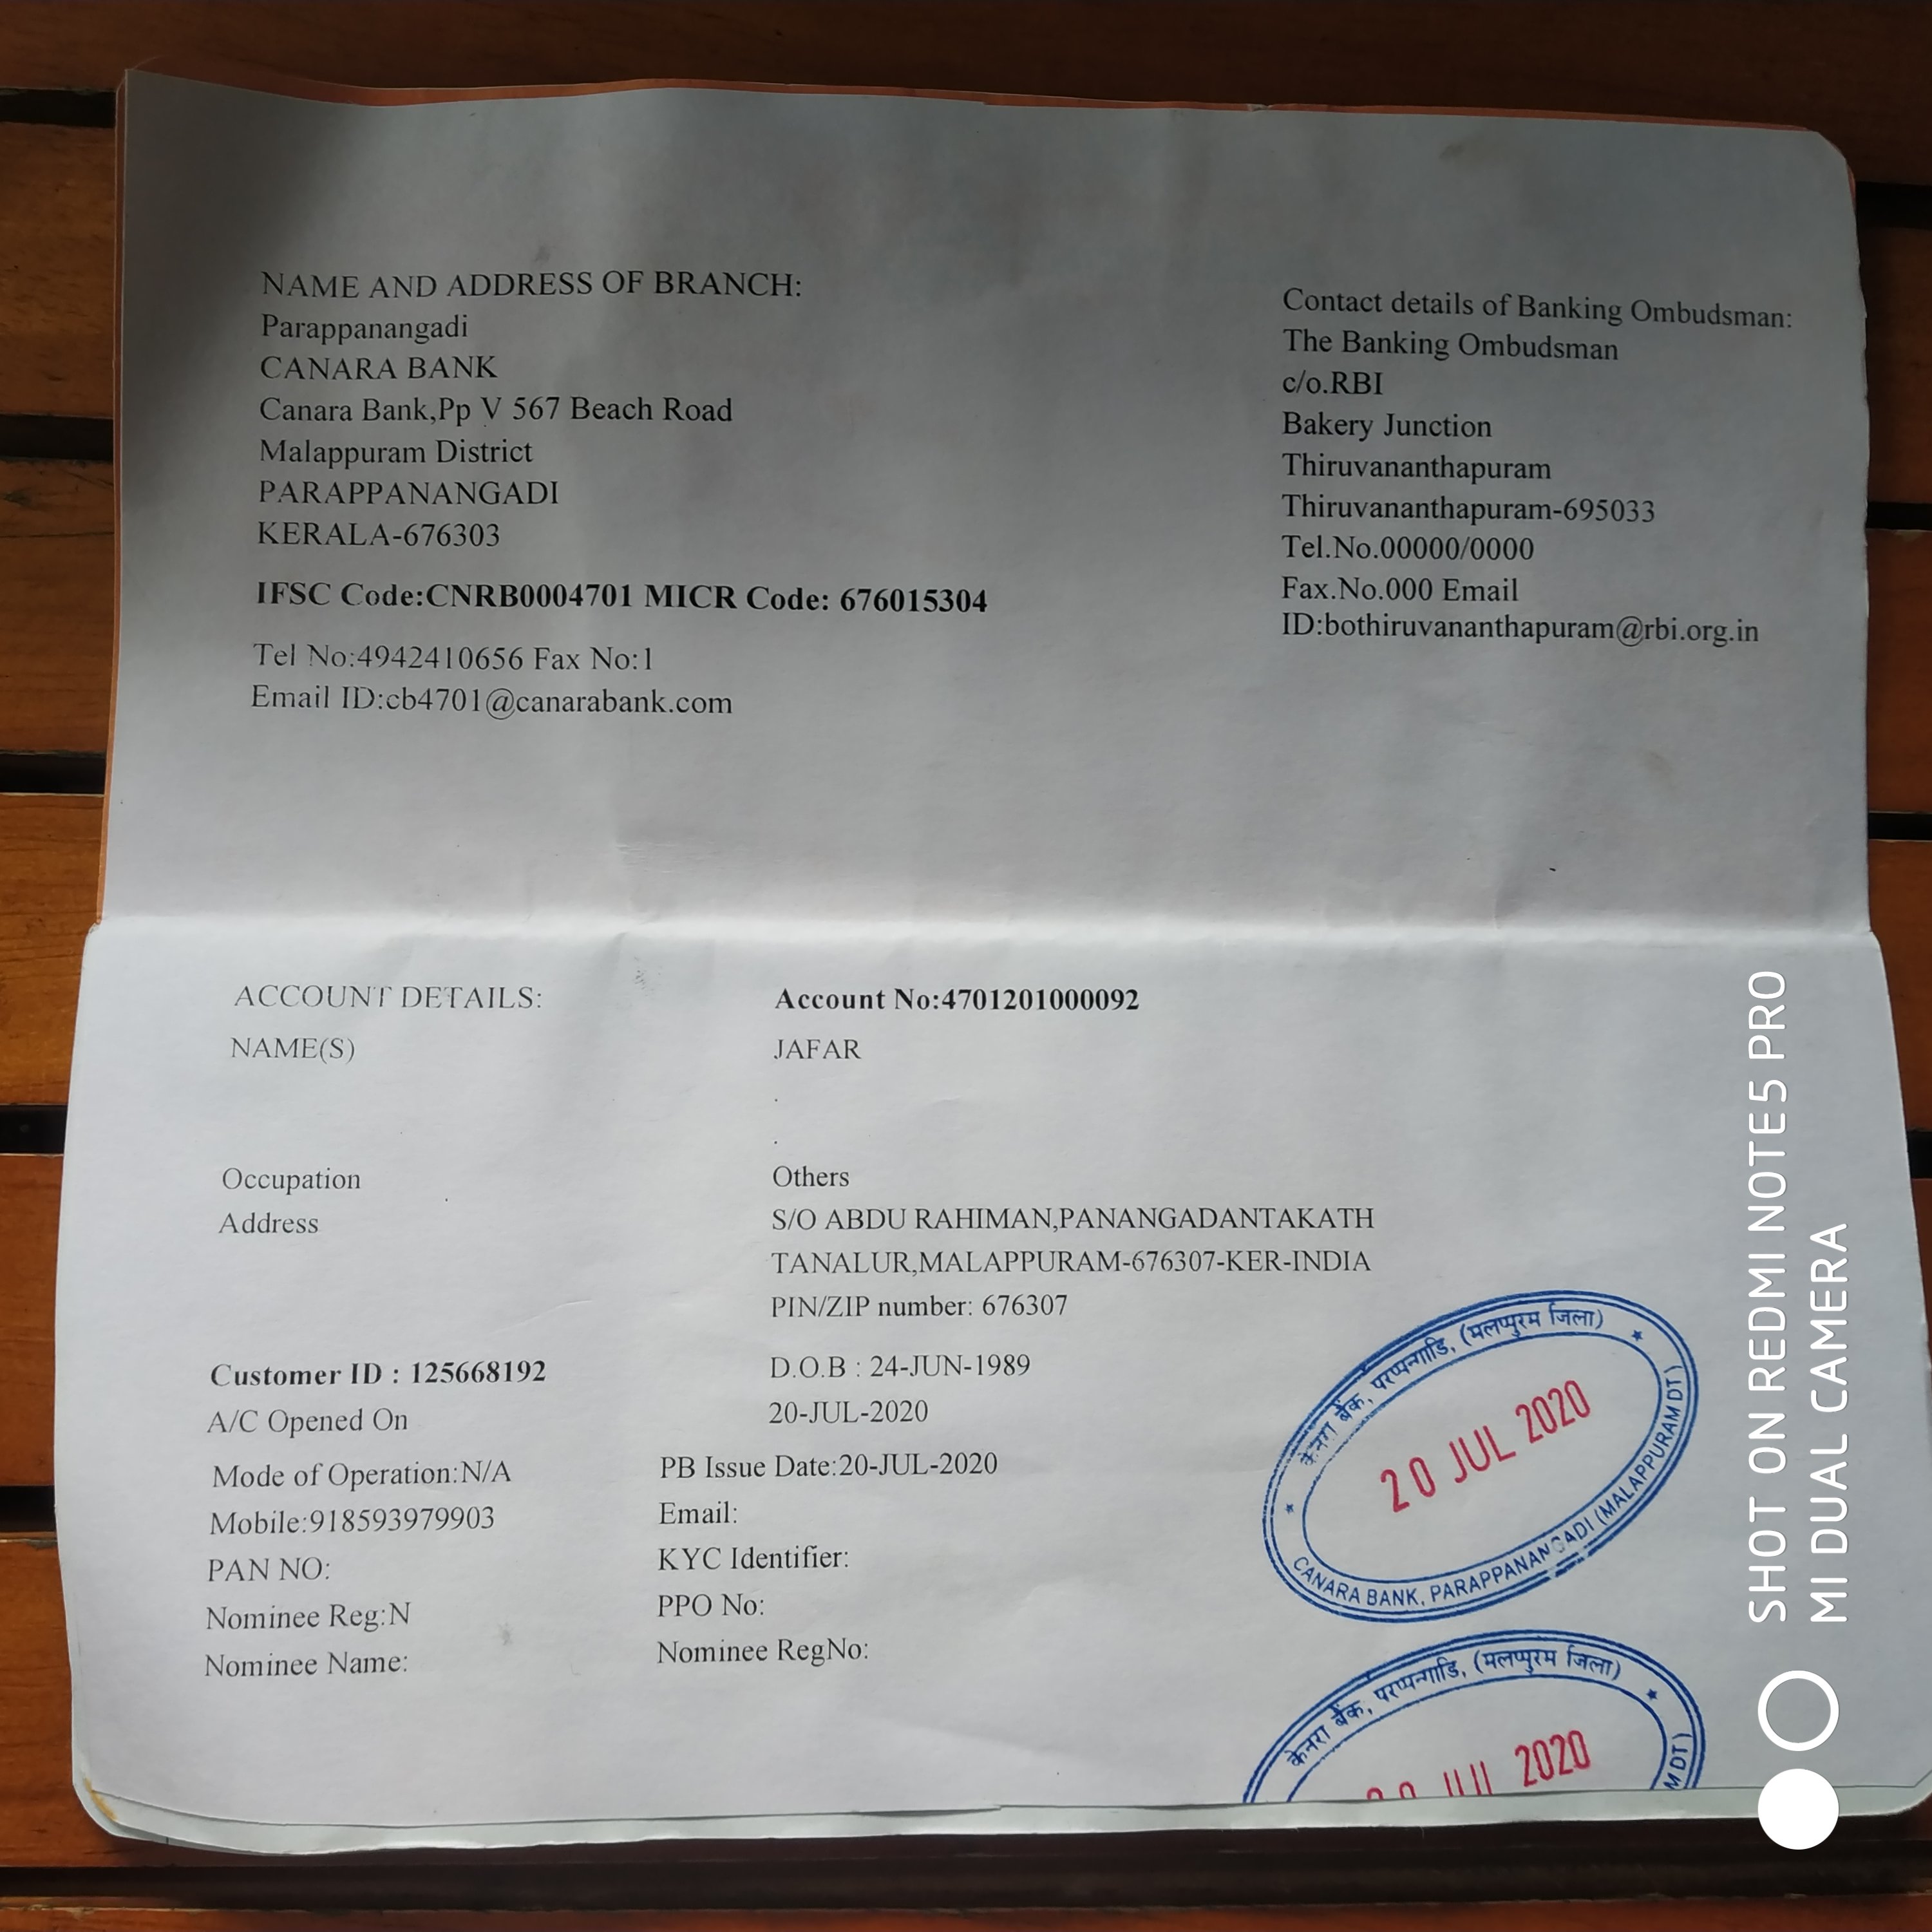 NAME AND ADDRESS OF BRANCH:
Parappanangadi
CANARA BANK
Canara Bank,Pp V 567 Beach Road
Malappuram District
PARAPPANANGADI
KERALA-676303
IFSC Code:CNRB0004701 MICR Code: 676015304
Tel No:4942410656 Fax No:1
Email ID:cb4701@canarabank.com
Contact details of Banking Ombudsman:
The Banking Ombudsman
c/o.RBI
Bakery Junction
Thiruvananthapuram
Thiruvananthapuram-695033
Tel.No.00000/0000
Fax.No.000 Email
ID:bothiruvananthapuram@rbi.org.in
ACCOUNT DETAILS: Account No:4701201000092
NAME(S) JAFAR
Occupation Others
Address S/O ABDU RAHIMAN,PANANGADANTAKATH
TANALUR,MALAPPURAM-676307-KER-INDIA
PIN/ZIP number: 676307
Customer ID : 125668192 D.O.B : 24-JUN-1989
A/C Opened On 20-JUL-2020
Mode of Operation:N/A PB Issue Date:20-JUL-2020
Mobile:918593979903 Email:
PAN NO: KYC Identifier:
Nominee Reg:N PPO No:
Nominee Name: Nominee RegNo:
केनरा बैंक, परप्पनगाडि, (मलप्पुरम जिला)
20 JUL 2020
CANARA BANK, PARAPPANANGADI (MALAPPURAM DT)
केनरा बैंक, परप्पनगाडि, (मलप्पुरम जिला)
2020
M DT)
SHOT ON REDMI NOTE 5 PRO
MI DUAL CAMERA